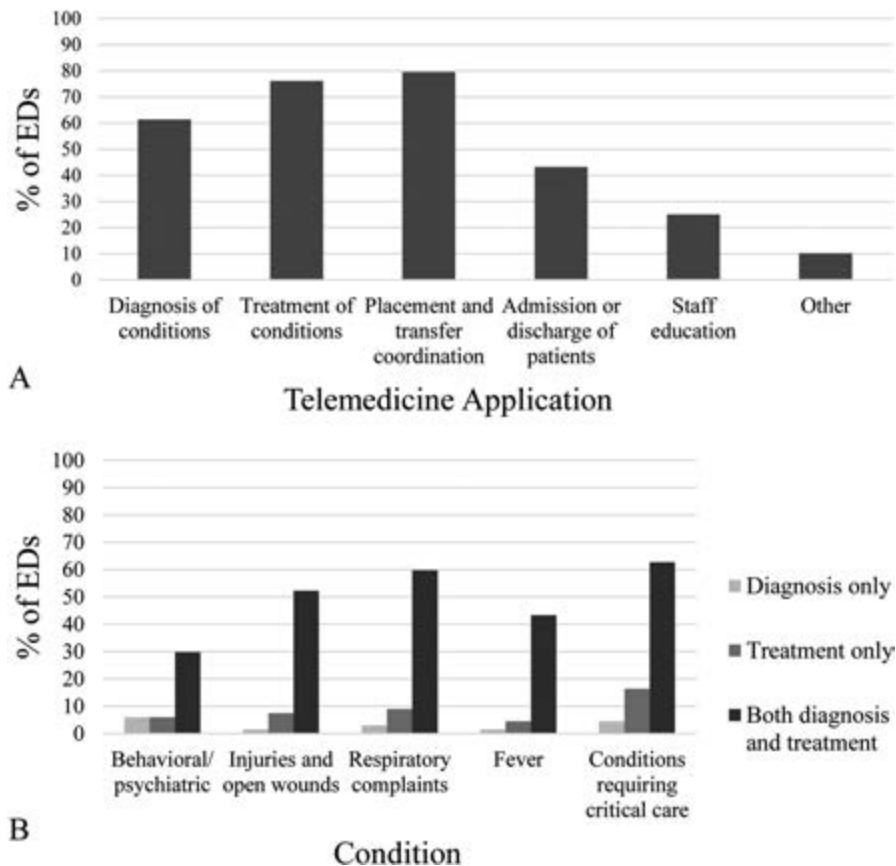 100
90
80
70
60
50
40
30
20
10
0
% of EDs
Diagnosis of
conditions
Treatment of
conditions
Placement and
transfer
coordination
Admission or
discharge of
patients
Staff
education
Other
A
Telemedicine Application
100
90
80
70
60
50
40
30
20
10
0
% of EDs
Behavioral/
psychiatric
Injuries and
open wounds
Respiratory
complaints
Fever
Conditions
requiring
critical care
Diagnosis only
Treatment only
Both diagnosis
and treatment
B
Condition